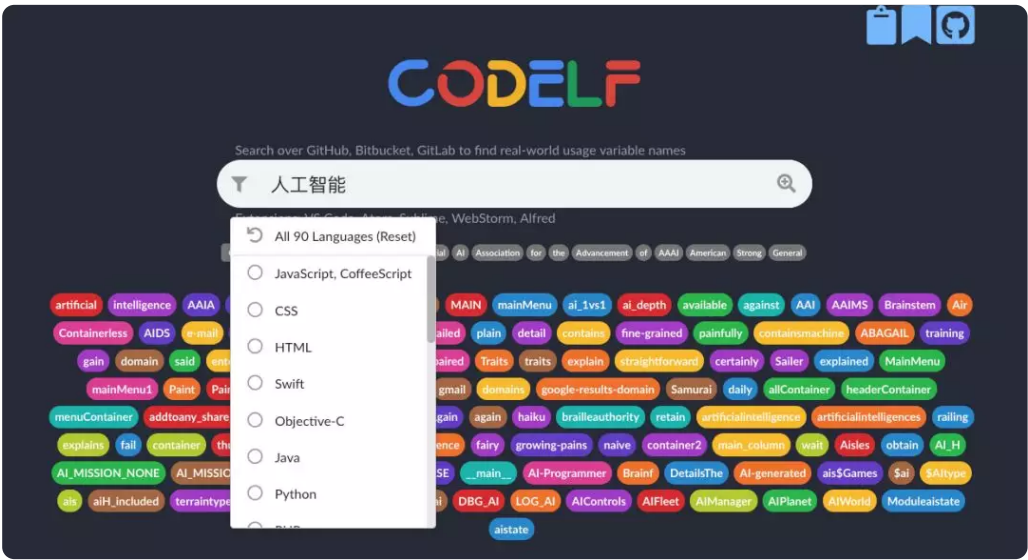 CODELF
Search over GitHub, Bitbucket, GitLab to find real-world usage variable names
人工智能
WebStorm, Alfred
All 90 Languages (Reset)
AI Association for the Advancement of AAAI American Strong General
JavaScript, CoffeeScript
CSS
HTML
Swift
Objective-C
Java
Python
artificial intelligence AAIA MAIN mainMenu ai_1vs1 ai_depth available against AAI AAIMS Brainstem Air
Containerless AIDS e-mail plain detail contains fine-grained painfully containsmachine ABAGAIL training
gain domain said Traits traits explain straightforward certainly Sailer explained MainMenu
mainMenu1 Paint gmail domains google-results-domain Samurai daily allContainer headerContainer
menuContainer addtoany_share again haiku brailleauthority retain artificialintelligence artificialintelligences railing
explains fail container fairy growing-pains naive container2 main_column wait Aisles obtain AI_H
AI_MISSION_NONE __main__ AI-Programmer Brainf DetailsThe AI-generated ais$Games $ai $AItype
ais aiH_included terraintype DBG_AI LOG_AI AIControls AIFleet AIManager AIPlanet AIWorld Moduleaistate
aistate